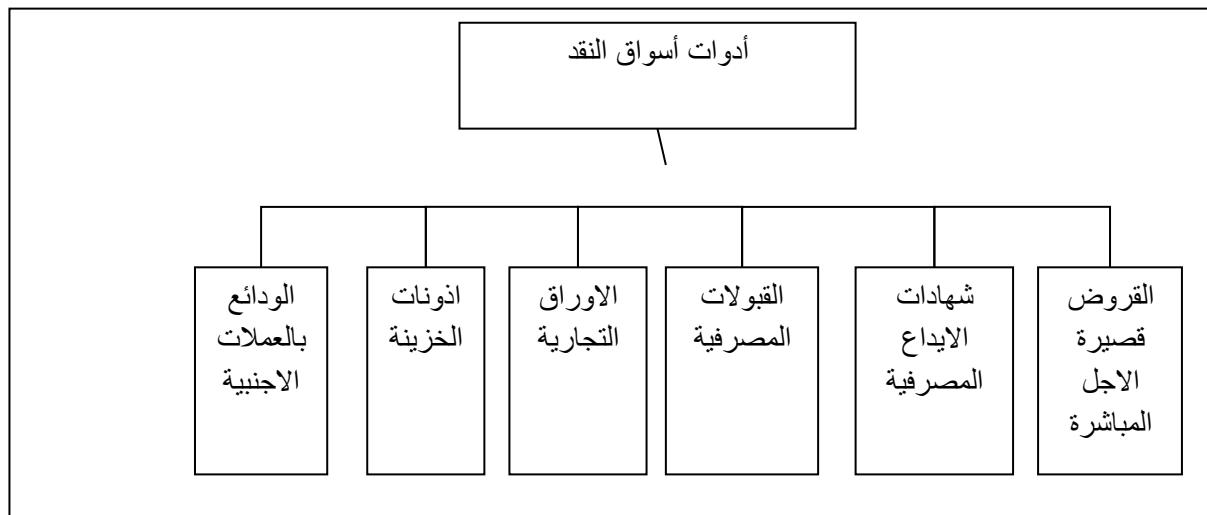 أدوات أسواق النقد
القروض
قصيرة
الاجل
المباشرة
شهادات
الايداع
المصرفية
القبولات
المصرفية
الاوراق
التجارية
اذونات
الخزينة
الودائع
بالعملات
الاجنبية